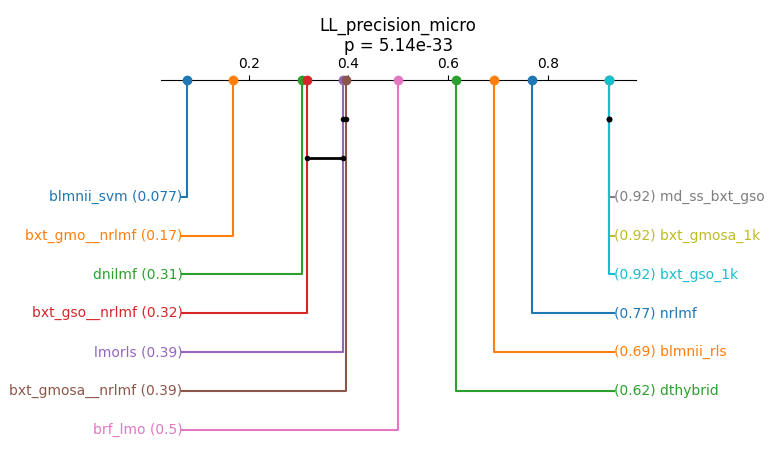 LL_precision_micro
p = 5.14e-33
0.2 0.4 0.6 0.8
blmnii_svm (0.077)
(0.92) md_ss_bxt_gso
bxt_gmo__nrlmf (0.17)
(0.92) bxt_gmosa_1k
dnilmf (0.31)
(0.92) bxt_gso_1k
bxt_gso__nrlmf (0.32)
(0.77) nrlmf
lmorls (0.39)
(0.69) blmnii_rls
bxt_gmosa__nrlmf (0.39)
(0.62) dthybrid
brf_lmo (0.5)